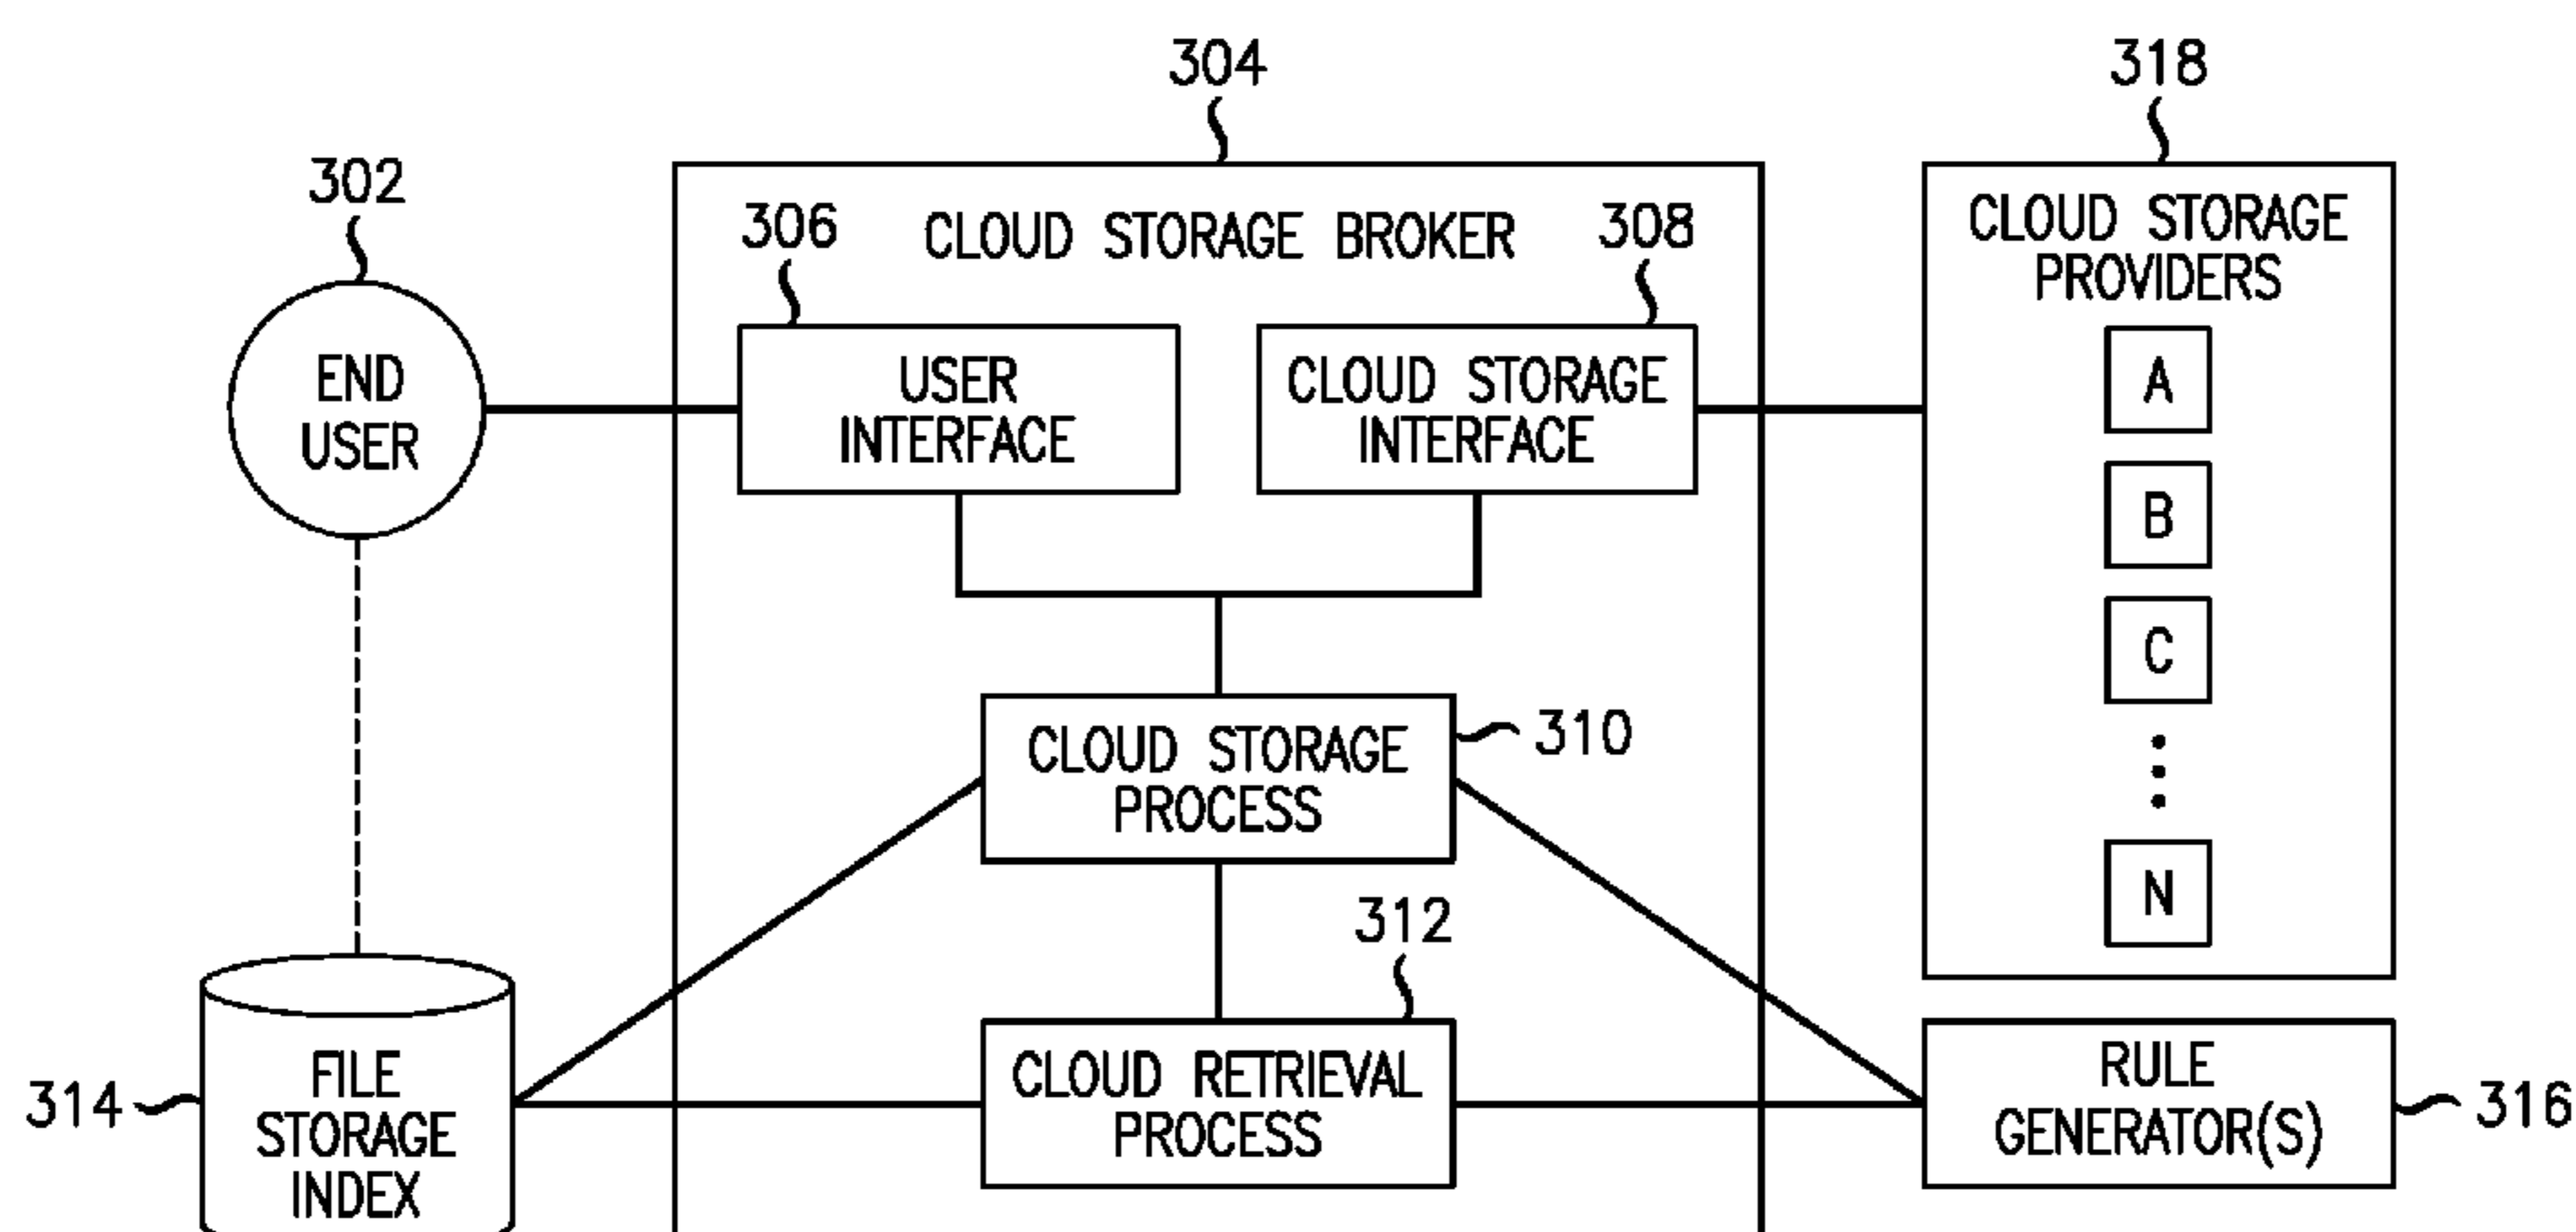 304
318
302
306
CLOUD STORAGE BROKER
308
CLOUD STORAGE
PROVIDERS
END
USER
USER
INTERFACE
CLOUD STORAGE
INTERFACE
A
B
C
N
CLOUD STORAGE
PROCESS
310
312
314
FILE
STORAGE
INDEX
CLOUD RETRIEVAL
PROCESS
RULE
GENERATOR(S)
316